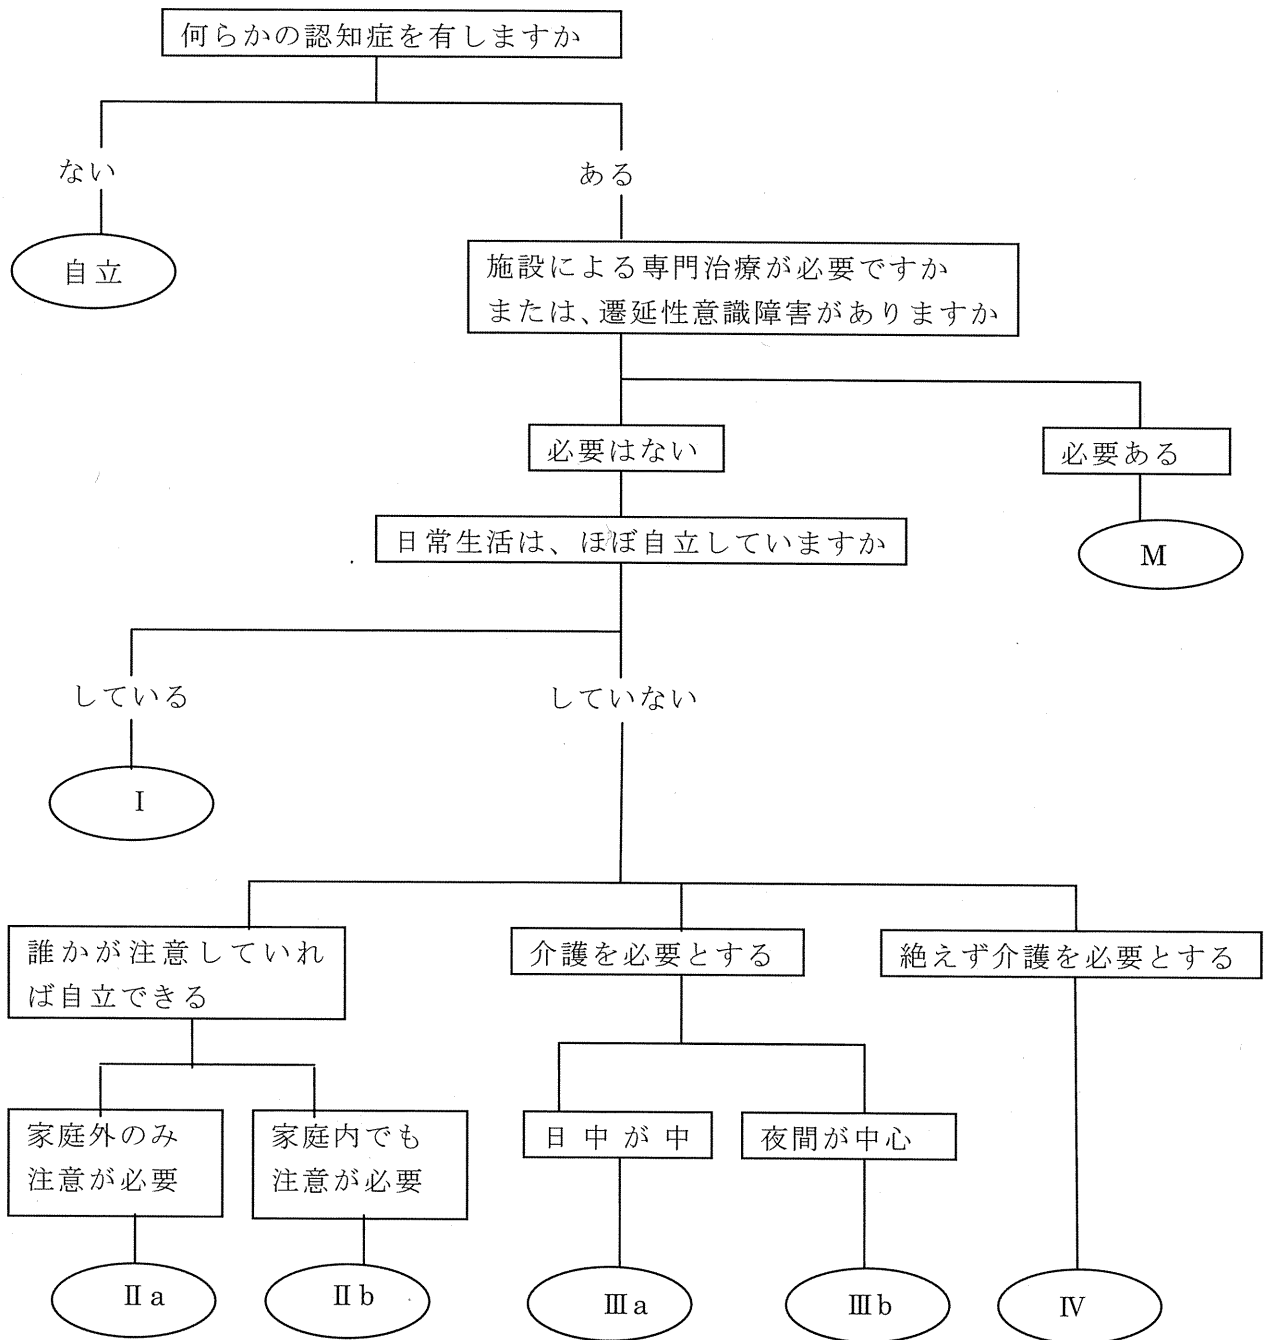 何らかの認知症を有しますか
ない
ある
自立
施設による専門治療が必要ですか
または、遷延性意識障害がありますか
必要はない
必要ある
日常生活は、ほぼ自立していますか
M
している
していない
Ⅰ
誰かが注意していれ
ば自立できる
介護を必要とする
絶えず介護を必要とする
家庭外のみ
注意が必要
家庭内でも
注意が必要
日中が中
夜間が中心
Ⅱa
Ⅱb
Ⅲa
Ⅲb
Ⅳ